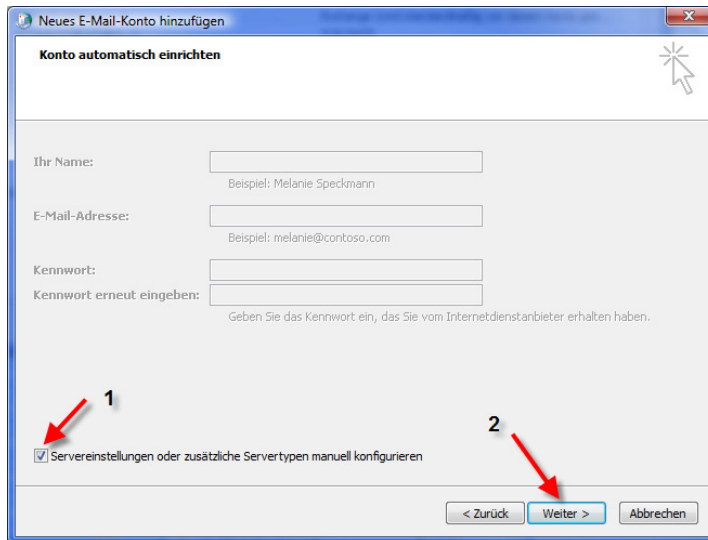 Neues E-Mail-Konto hinzufügen
Konto automatisch einrichten
Ihr Name:
Beispiel: Melanie Speckmann
E-Mail-Adresse:
Beispiel: melanie@contoso.com
Kennwort:
Kennwort erneut eingeben:
Geben Sie das Kennwort ein, das Sie vom Internetdienstanbieter erhalten haben.
1
2
Servereinstellungen oder zusätzliche Servertypen manuell konfigurieren
< Zurück Weiter > Abbrechen